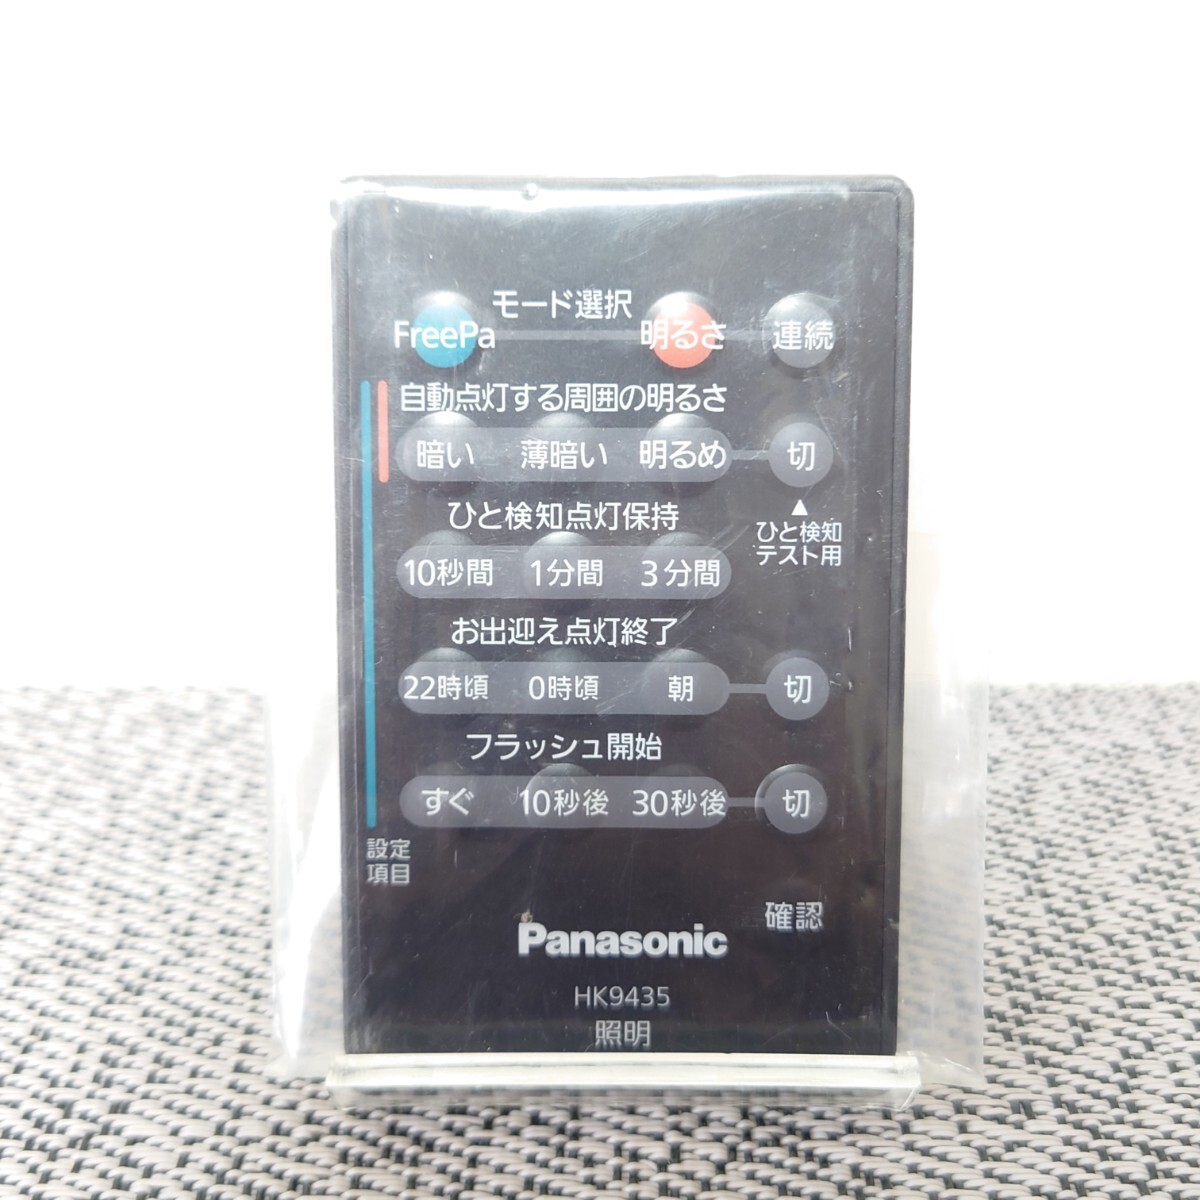 モード選択
FreePa 明るさ 連続
自動点灯する周囲の明るさ
暗い 薄暗い 明るめ 切
ひと検知点灯保持
▲
ひと検知
テスト用
10秒間 1分間 3分間
お出迎え点灯終了
22時頃 0時頃 朝 切
フラッシュ開始
すぐ 10秒後 30秒後 切
設定
項目
確認
Panasonic
HK9435
照明